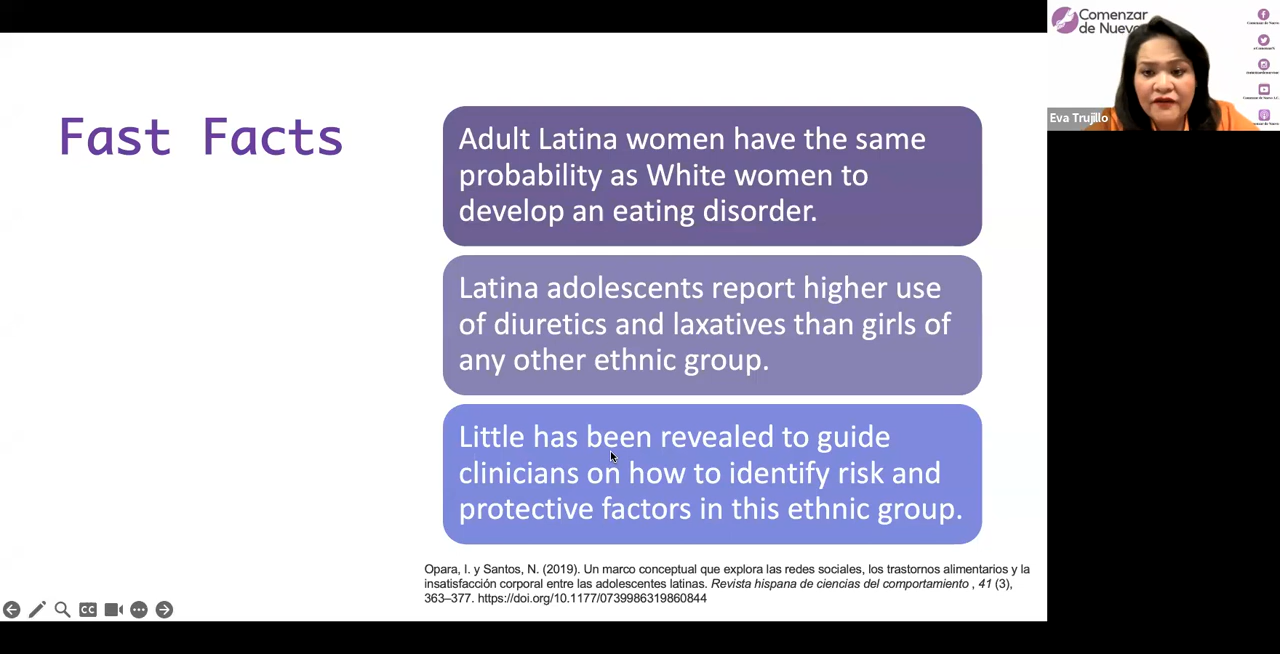 Fast Facts
Adult Latina women have the same
probability as White women to
develop an eating disorder.
Latina adolescents report higher use
of diuretics and laxatives than girls of
any other ethnic group.
Little has been revealed to guide
clinicians on how to identify risk and
protective factors in this ethnic group.
Opara, I. y Santos, N. (2019). Un marco conceptual que explora las redes sociales, los trastornos alimentarios y la
insatisfacción corporal entre las adolescentes latinas. Revista hispana de ciencias del comportamiento , 41 (3),
363–377. https://doi.org/10.1177/0739986319860844
CC
Comenzar
de Nuevo
Eva Trujillo